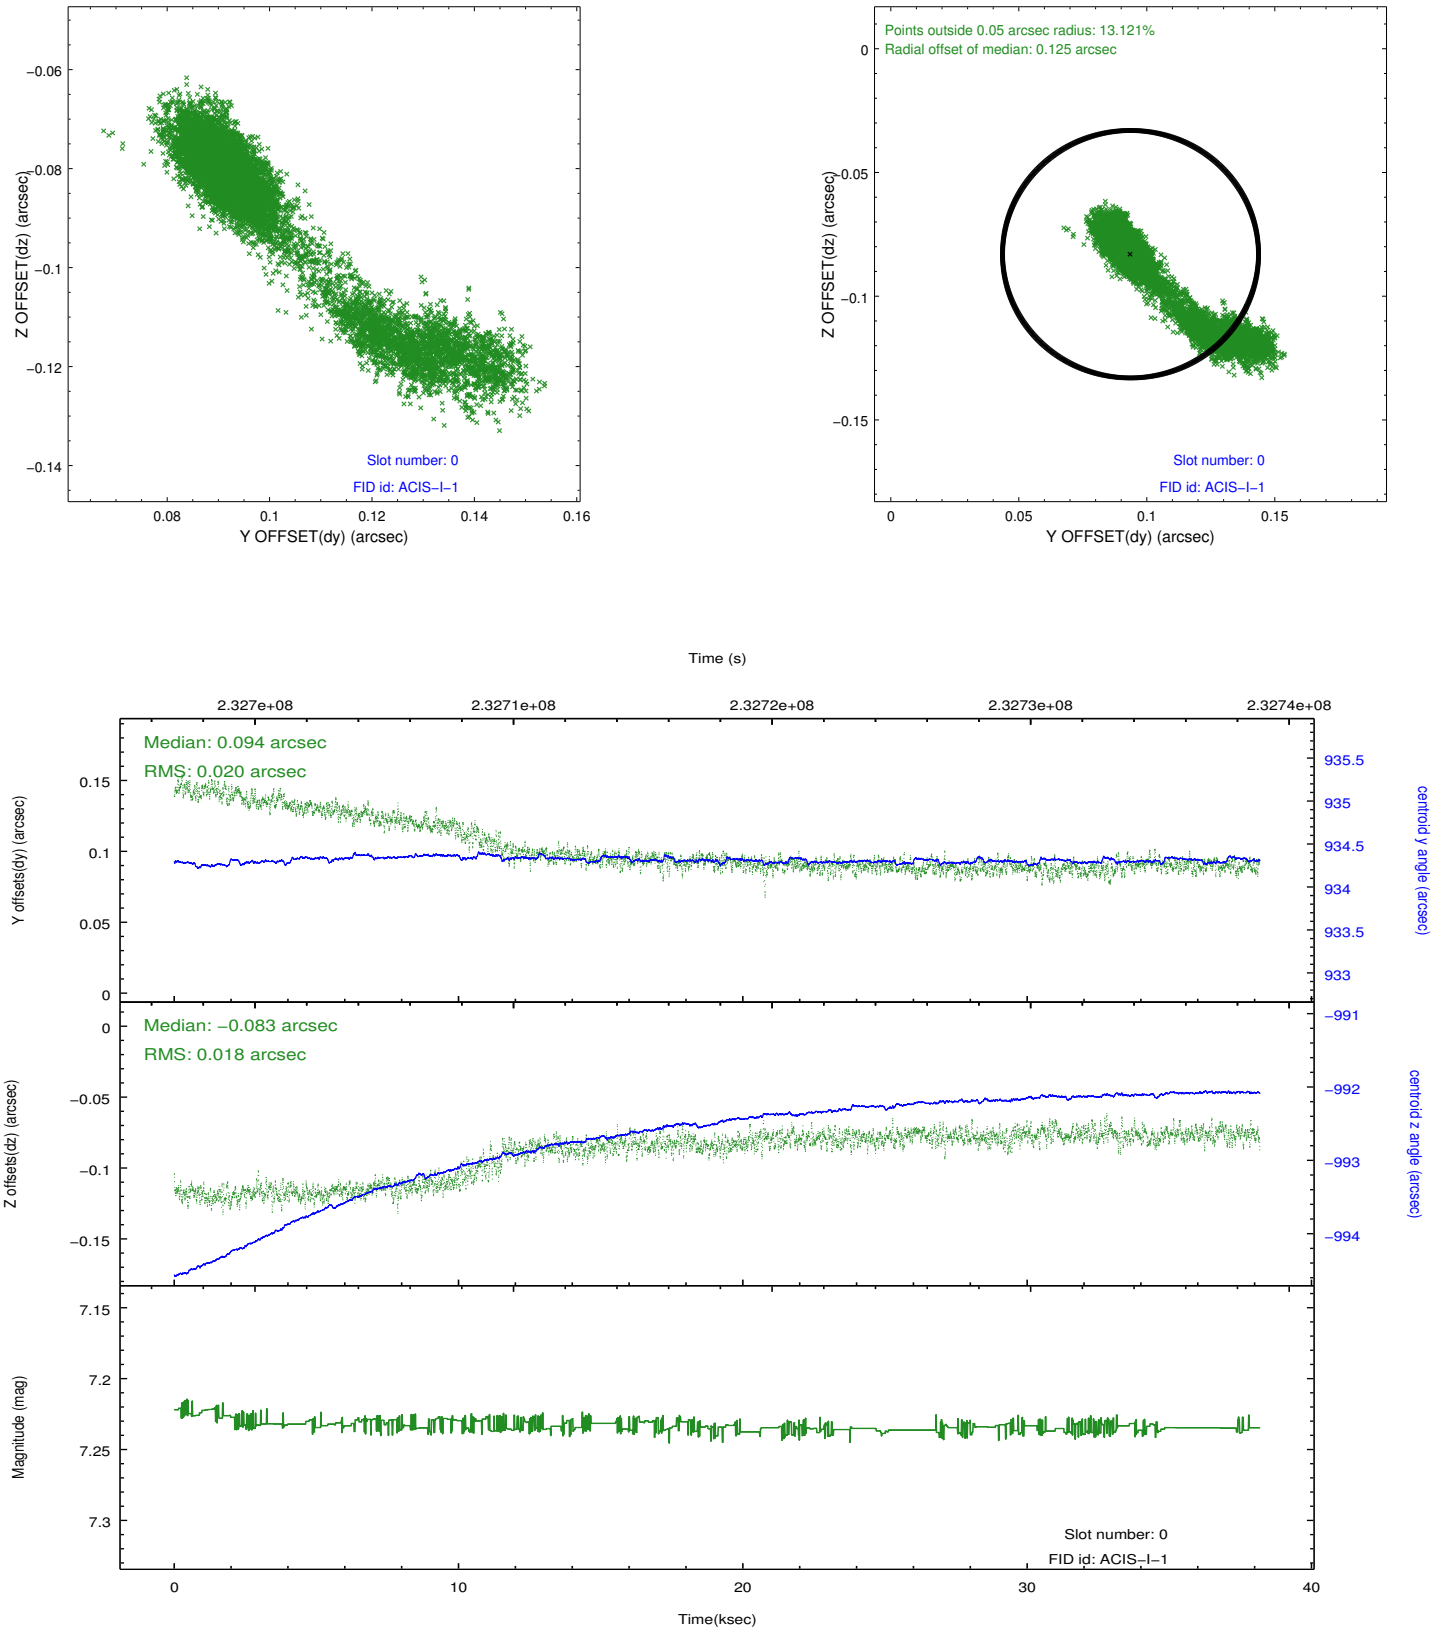 −0.06
−0.08
−0.1
−0.12
−0.14
Z OFFSET(dz) (arcsec)
Slot number: 0
FID id: ACIS−I−1
0.08 0.1 0.12 0.14 0.16
Y OFFSET(dy) (arcsec)
Points outside 0.05 arcsec radius: 13.121%
Radial offset of median: 0.125 arcsec
0
−0.05
−0.1
−0.15
Z OFFSET(dz) (arcsec)
Slot number: 0
FID id: ACIS−I−1
0 0.05 0.1 0.15
Y OFFSET(dy) (arcsec)
Time (s)
2.327e+08 2.3271e+08 2.3272e+08 2.3273e+08 2.3274e+08
Median: 0.094 arcsec
RMS: 0.020 arcsec
0.15
0.1
0.05
0
Y offsets(dy) (arcsec)
935.5
935
934.5
934
933.5
933
centroid y angle (arcsec)
Median: −0.083 arcsec
RMS: 0.018 arcsec
0
−0.05
−0.1
−0.15
Z offsets(dz) (arcsec)
−991
−992
−993
−994
centroid z angle (arcsec)
7.15
7.2
7.25
7.3
Magnitude (mag)
Slot number: 0
FID id: ACIS−I−1
0 10 20 30 40
Time(ksec)